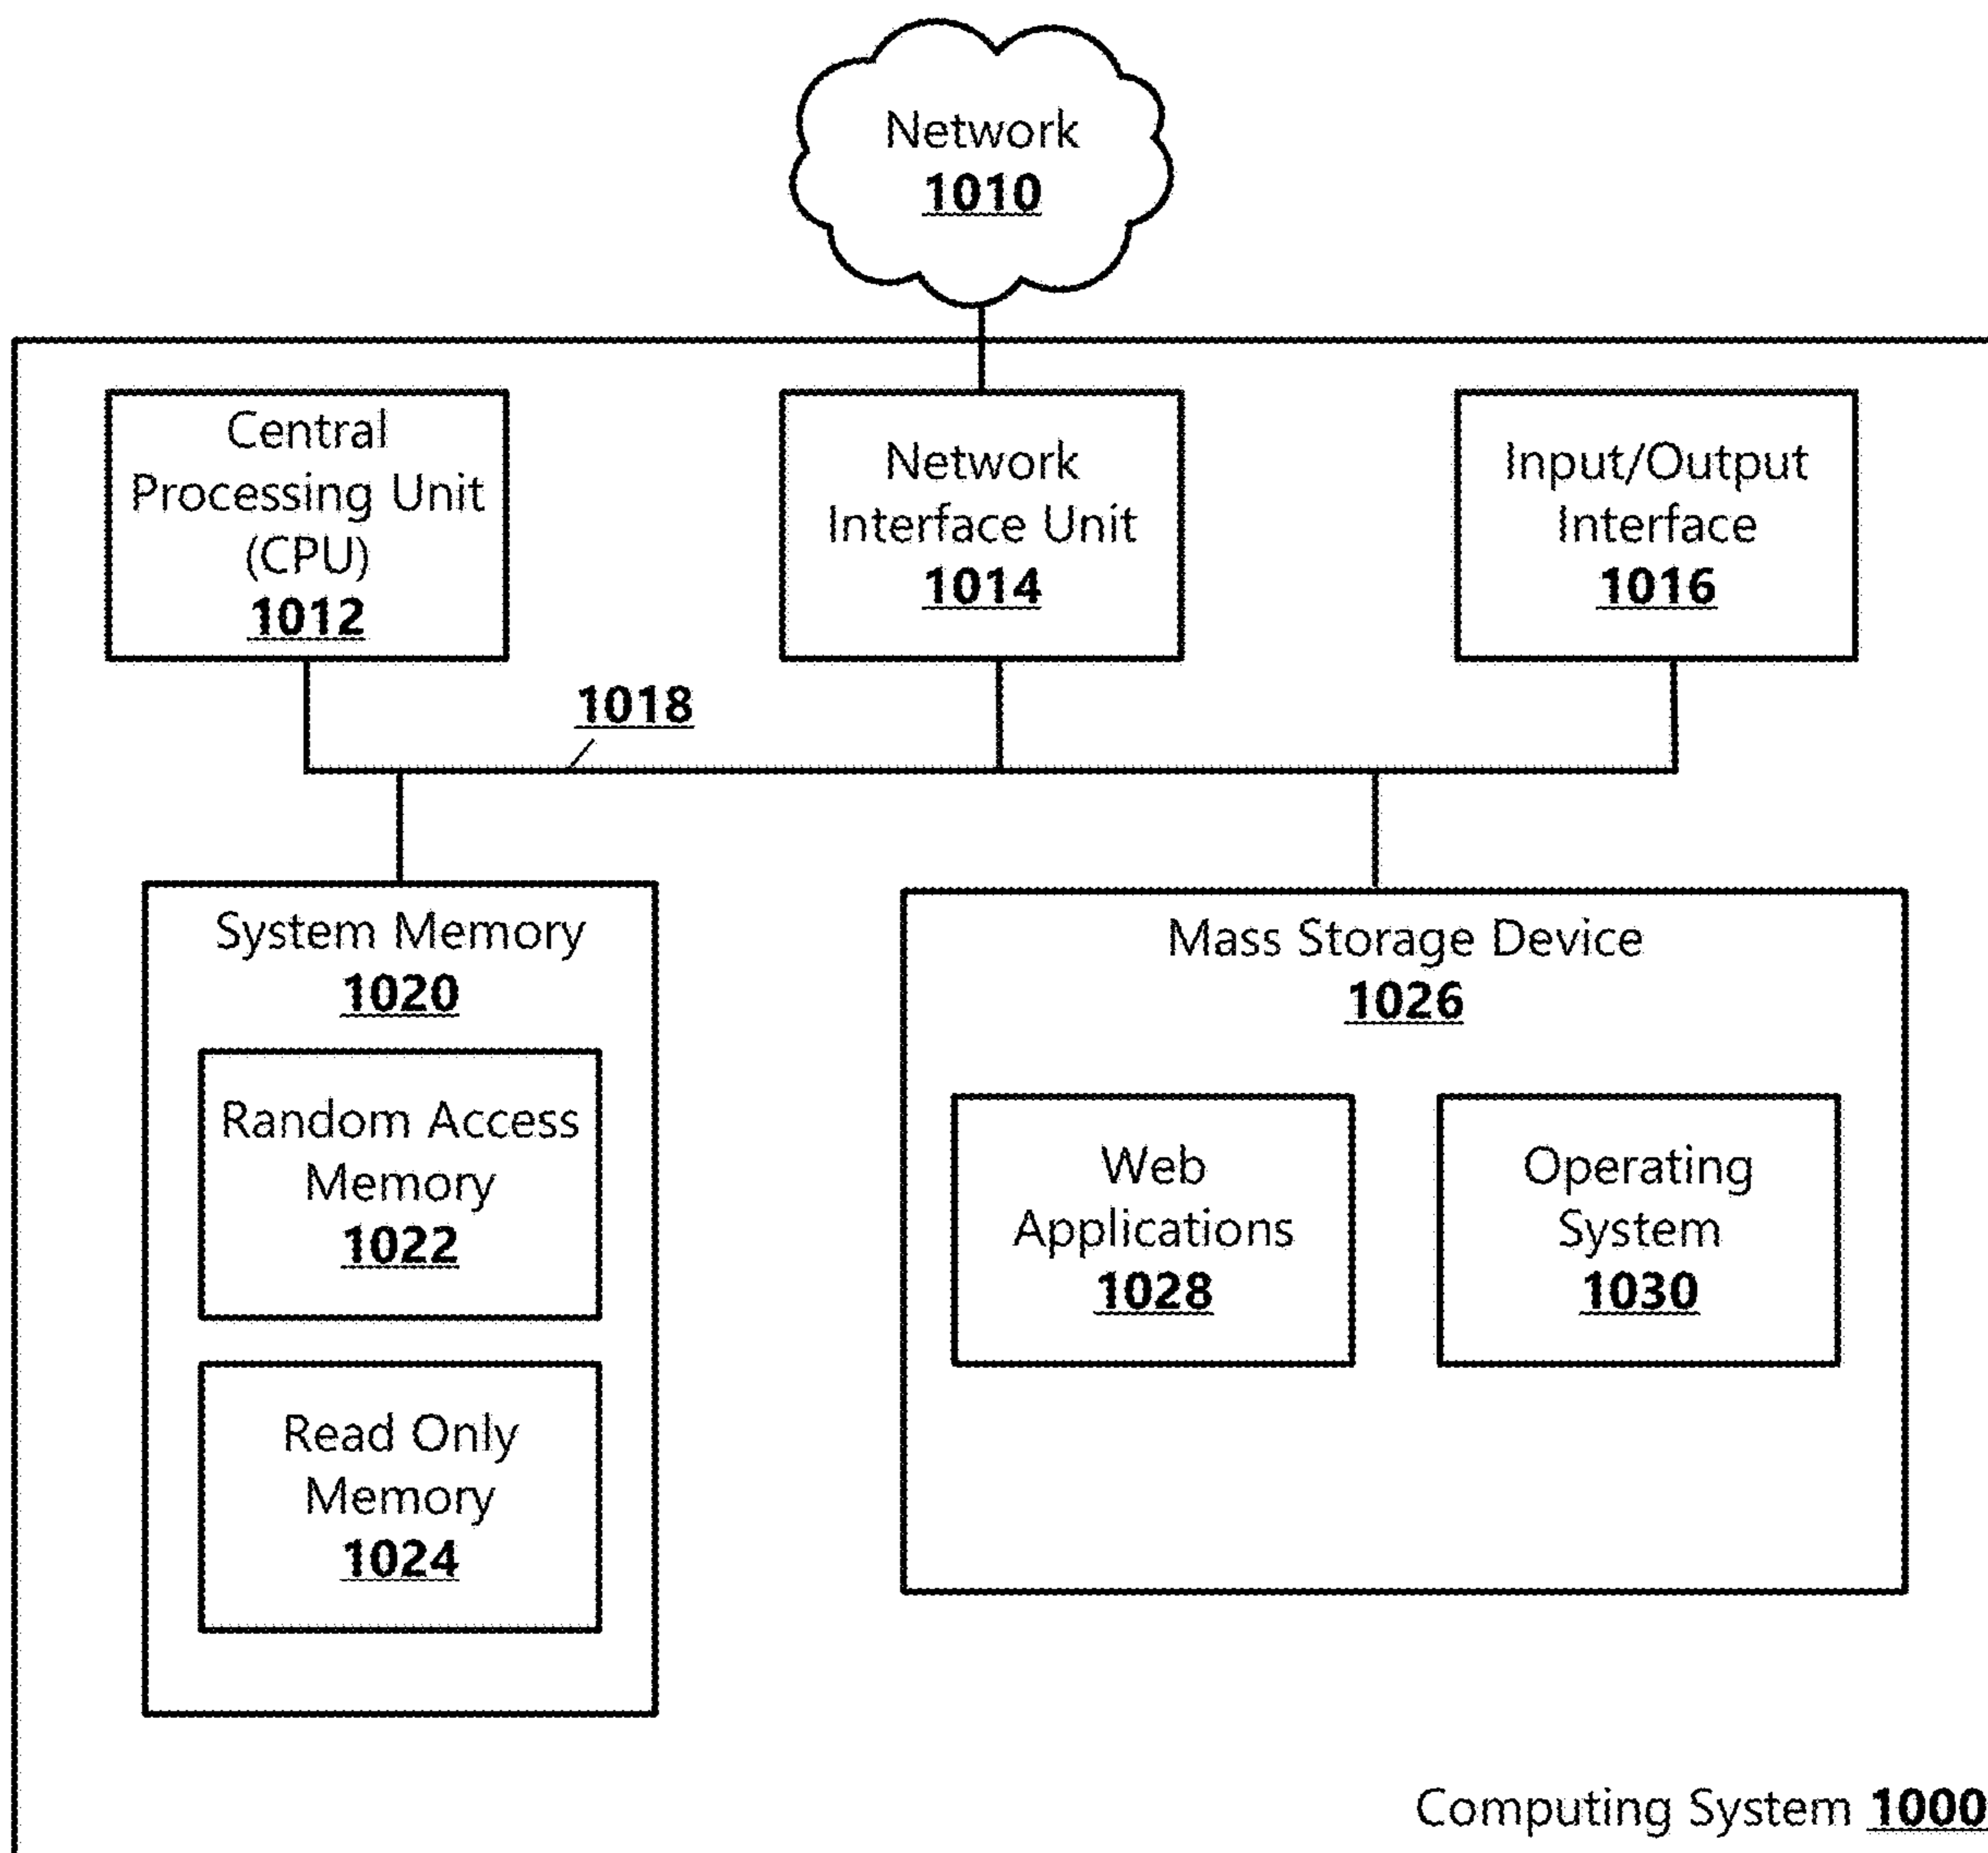 Network
1010
Central
Processing Unit
(CPU)
1012
Network
Interface Unit
1014
Input/Output
Interface
1016
1018
System Memory
1020
Random Access
Memory
1022
Read Only
Memory
1024
Mass Storage Device
1026
Web
Applications
1028
Operating
System
1030
Computing System 1000